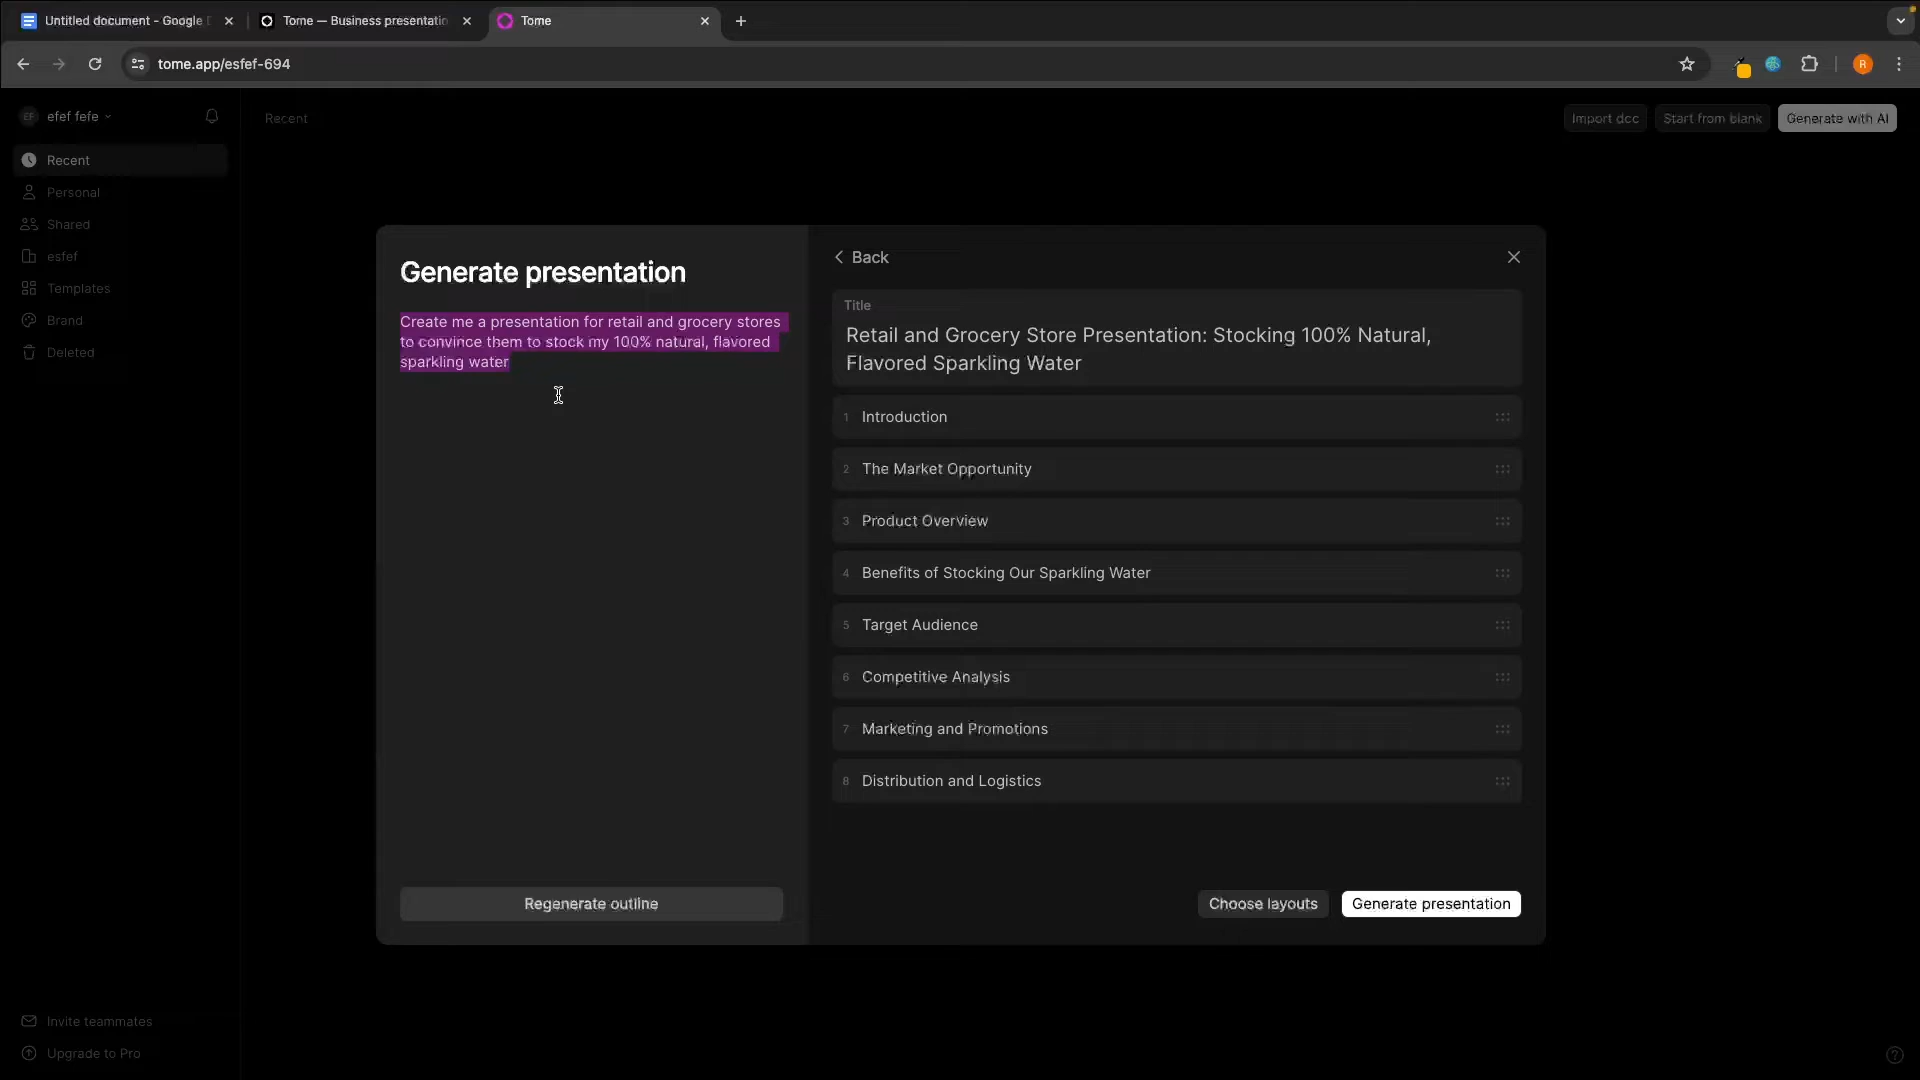 Untitled document - Google
Tome — Business presentatio
Tome
tome.app/esfef-694
R
EF
efef fefe
Recent
Import doc
Start from blank
Generate with AI
Recent
Personal
Shared
esfef
Templates
Brand
Deleted
Generate presentation
Create me a presentation for retail and grocery stores
to convince them to stock my 100% natural, flavored
sparkling water
Regenerate outline
Back
Title
Retail and Grocery Store Presentation: Stocking 100% Natural,
Flavored Sparkling Water
1 Introduction
2 The Market Opportunity
3 Product Overview
4 Benefits of Stocking Our Sparkling Water
5 Target Audience
6 Competitive Analysis
7 Marketing and Promotions
8 Distribution and Logistics
Choose layouts
Generate presentation
Invite teammates
Upgrade to Pro